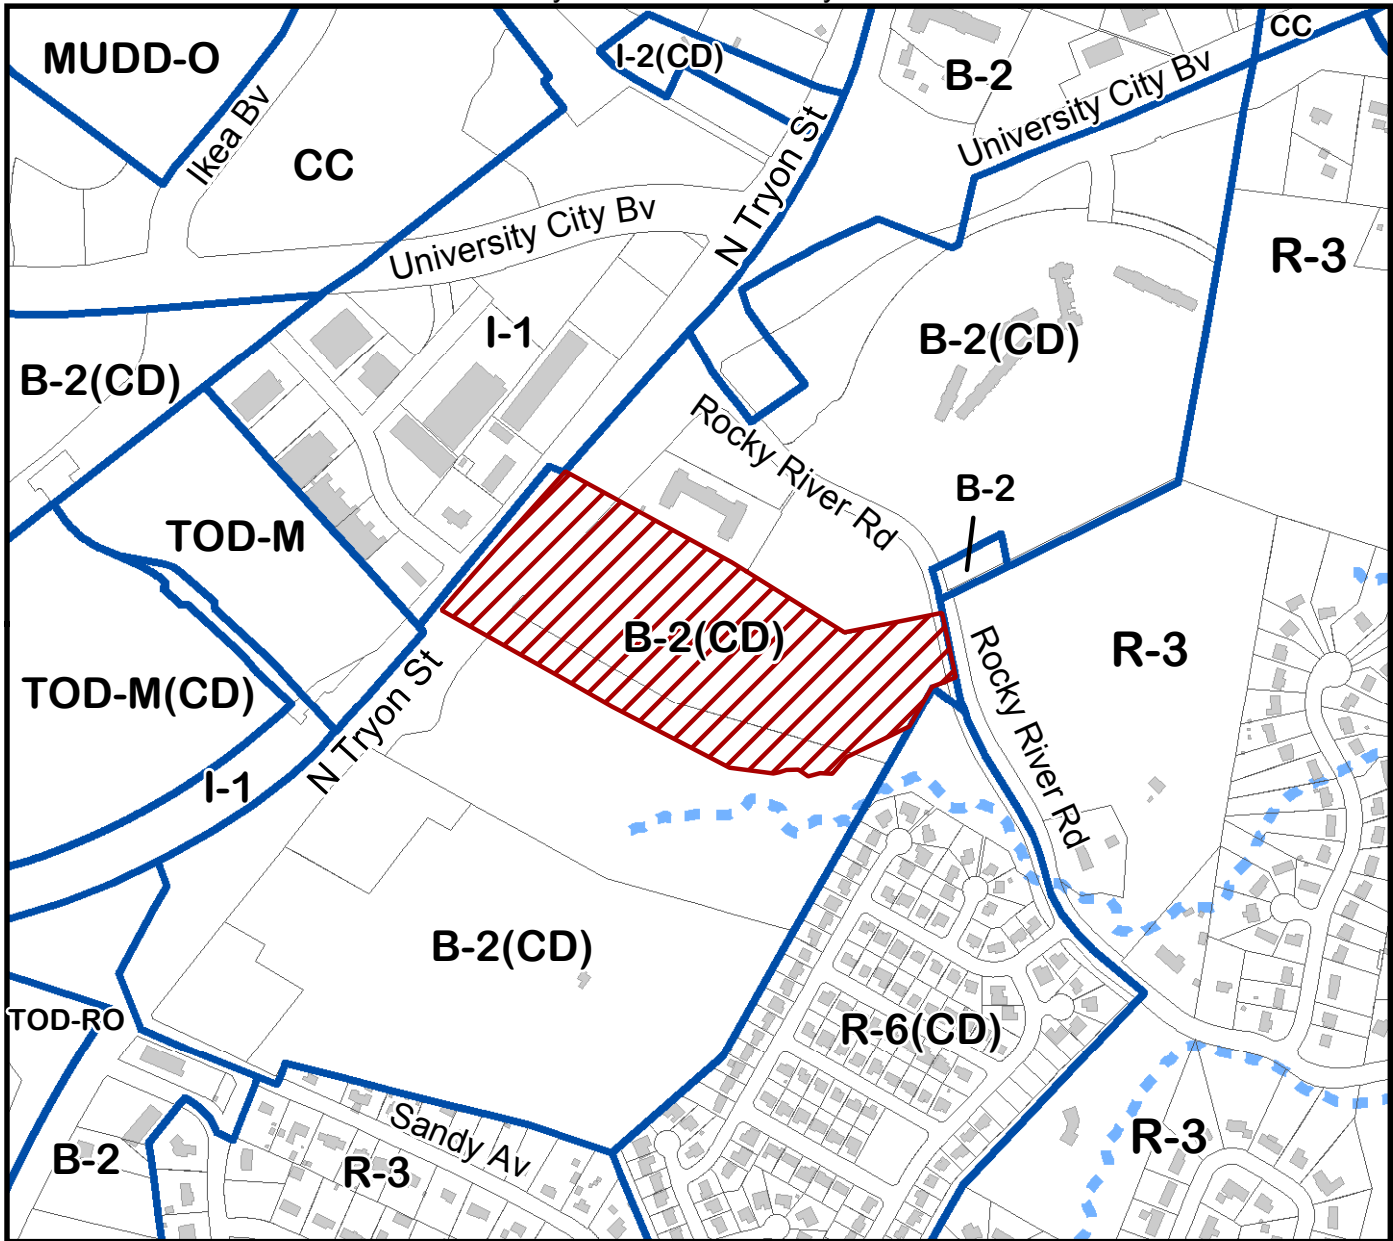 MUDD-O
Ikea Bv
CC
I-2(CD)
B-2
CC
University City Bv
N Tryon St
University City Bv
R-3
I-1
B-2(CD)
B-2(CD)
Rocky River Rd
B-2
TOD-M
B-2(CD)
R-3
TOD-M(CD)
Rocky River Rd
N Tryon St
I-1
B-2(CD)
TOD-RO
R-6(CD)
Sandy Av
B-2
R-3
R-3